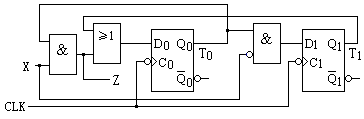 & ≥1 D₀ Q₀ & D₁ Q₁
T₀ T₁
X C₀ C₁
Z Q̅₀ Q̅₁
CLK